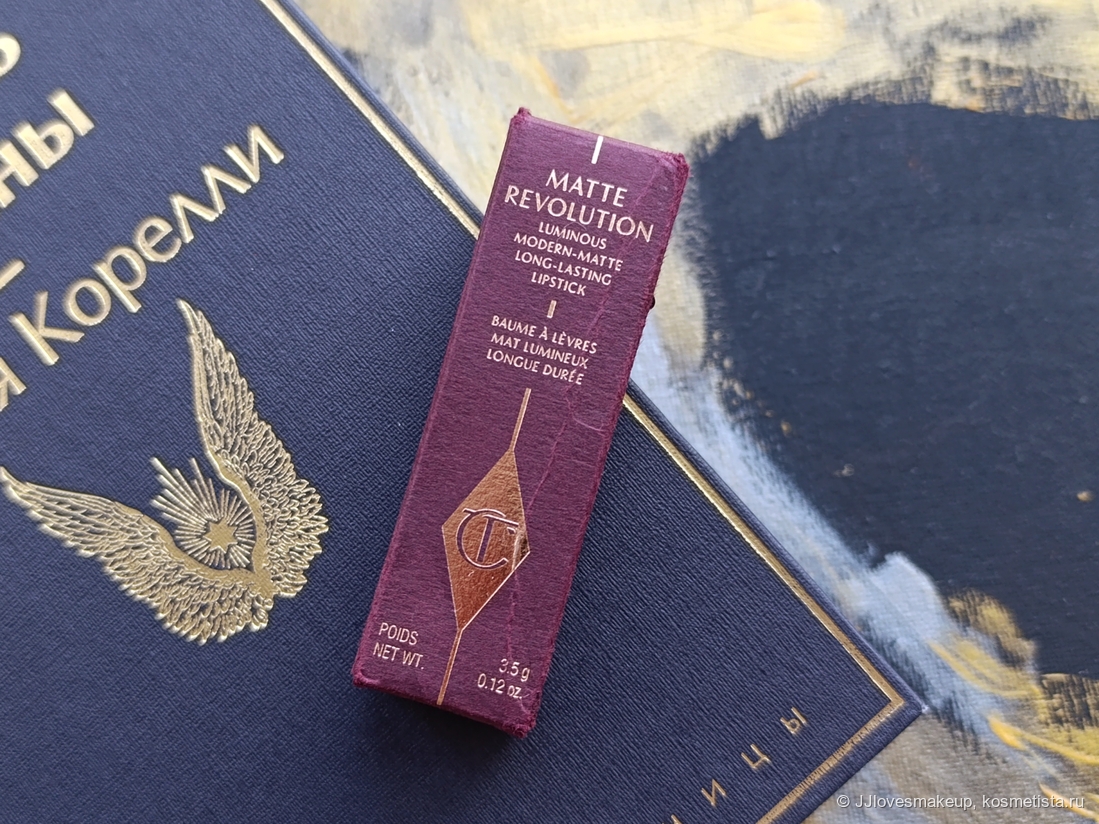 ны
Корелли
MATTE
REVOLUTION
LUMINOUS
MODERN-MATTE
LONG-LASTING
LIPSTICK
BAUME À LÈVRES
MAT LUMINEUX
LONGUE DURÉE
CT
POIDS
NET WT.
3.5 g
0.12 oz.
ицы
© JJlovesmakeup, kosmetista.ru